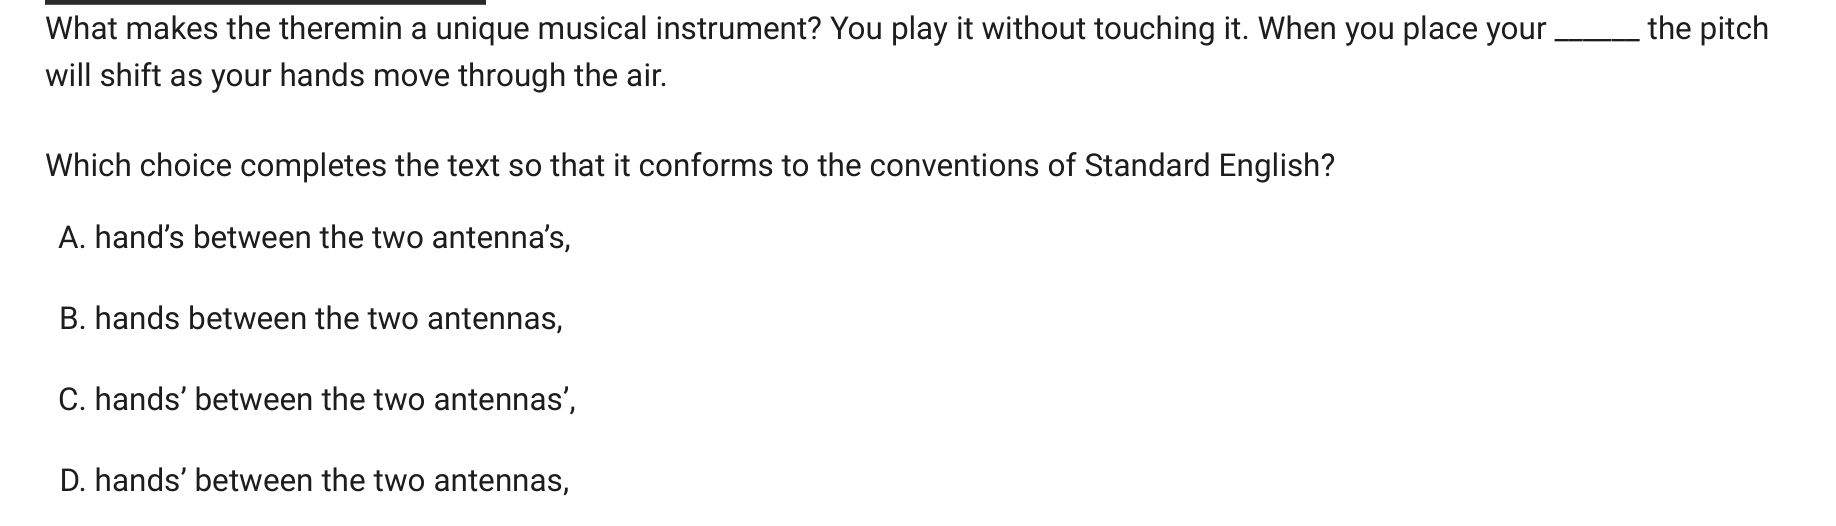 What makes the theremin a unique musical instrument? You play it without touching it. When you place your ______ the pitch
will shift as your hands move through the air.
Which choice completes the text so that it conforms to the conventions of Standard English?
A. hand’s between the two antenna’s,
B. hands between the two antennas,
C. hands’ between the two antennas’,
D. hands’ between the two antennas,